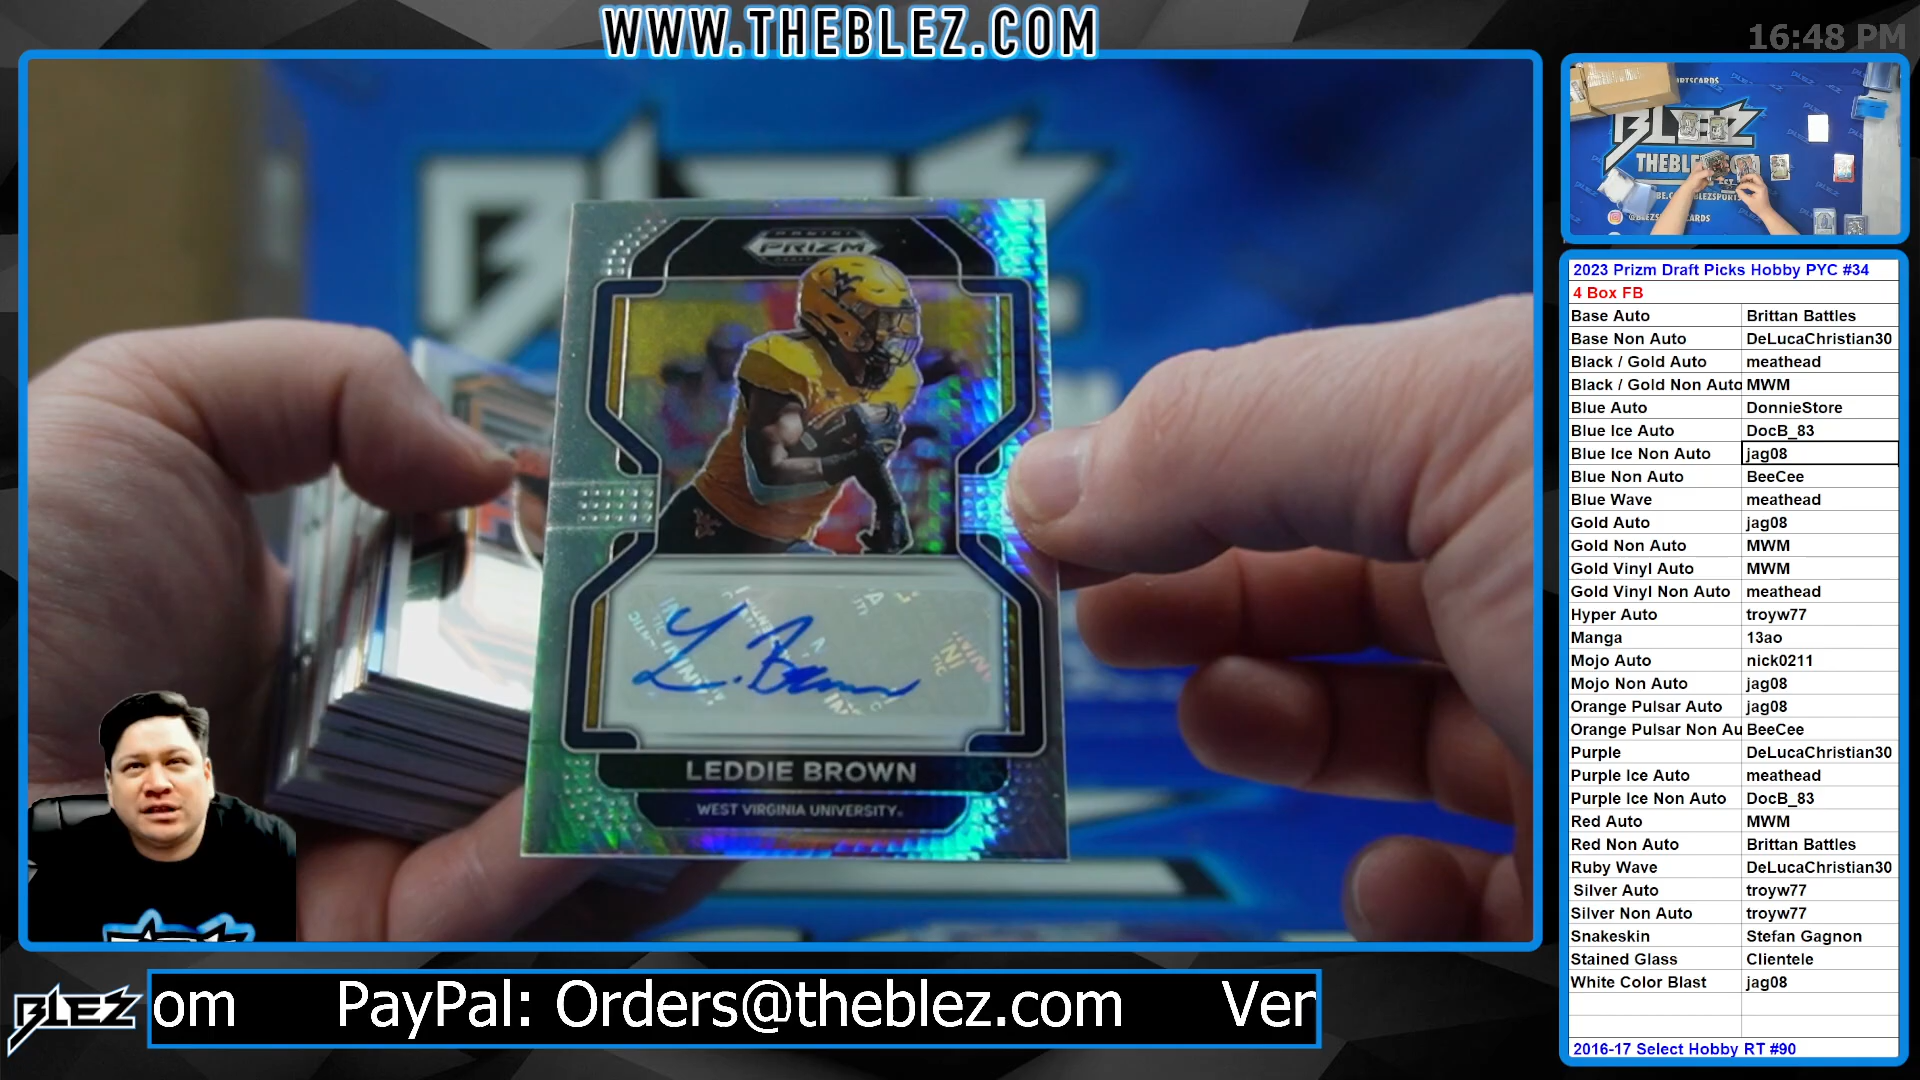 WWW.THEBLEZ.COM
16:48 PM
BLEZ
PANINI
PRIZM
LEDDIE BROWN
WEST VIRGINIA UNIVERSITY
BLEZ
THEBLEZ
2023 Prizm Draft Picks Hobby PYC #34
4 Box FB
Base Auto Brittan Battles
Base Non Auto DeLucaChristian30
Black / Gold Auto meathead
Black / Gold Non Auto MWM
Blue Auto DonnieStore
Blue Ice Auto DocB_83
Blue Ice Non Auto jag08
Blue Non Auto BeeCee
Blue Wave meathead
Gold Auto jag08
Gold Non Auto MWM
Gold Vinyl Auto MWM
Gold Vinyl Non Auto meathead
Hyper Auto troyw77
Manga 13ao
Mojo Auto nick0211
Mojo Non Auto jag08
Orange Pulsar Auto jag08
Orange Pulsar Non Au BeeCee
Purple DeLucaChristian30
Purple Ice Auto meathead
Purple Ice Non Auto DocB_83
Red Auto MWM
Red Non Auto Brittan Battles
Ruby Wave DeLucaChristian30
Silver Auto troyw77
Silver Non Auto troyw77
Snakeskin Stefan Gagnon
Stained Glass Clientele
White Color Blast jag08
2016-17 Select Hobby RT #90
BLEZ
om PayPal: Orders@theblez.com Ven